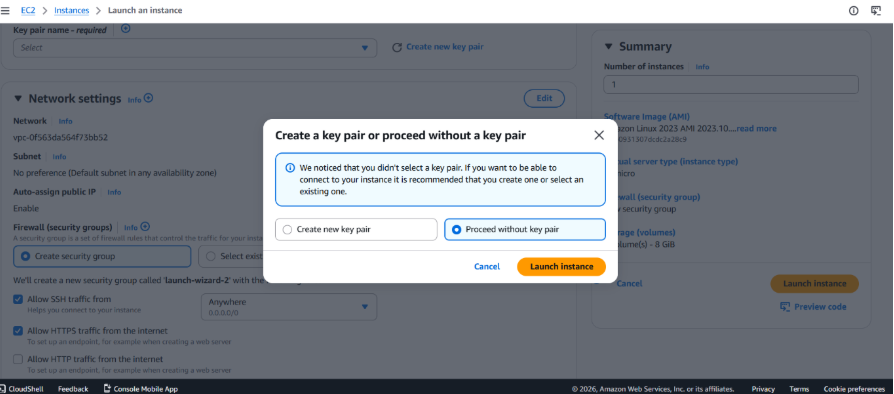 EC2 > Instances > Launch an instance
Key pair name - required
Select
Create new key pair
Network settings Info
Edit
Network Info
vpc-0f563da564f73bb52
Subnet Info
No preference (Default subnet in any availability zone)
Auto-assign public IP Info
Enable
Firewall (security groups) Info
A security group is a set of firewall rules that control the traffic for your
Create security group
Select
We'll create a new security group called 'launch-wizard-2' with the
Allow SSH traffic from
Helps you connect to your instance
Anywhere
0.0.0.0/0
Allow HTTPS traffic from the internet
To set up an endpoint, for example when creating a web server
Allow HTTP traffic from the internet
To set up an endpoint, for example when creating a web server
Create a key pair or proceed without a key pair
We noticed that you didn't select a key pair. If you want to be able to
connect to your instance it is recommended that you create one or select an
existing one.
Create new key pair
Proceed without key pair
Cancel
Launch instance
Summary
Number of instances Info
1
Software Image (AMI)
Linux 2023 AMI 2023.10....read more
server type (instance type)
micro
(security group)
security group
(volumes)
- 8 GiB
Cancel
Launch instance
Preview code
CloudShell Feedback Console Mobile App
© 2026, Amazon Web Services, Inc. or its affiliates. Privacy Terms Cookie preferences